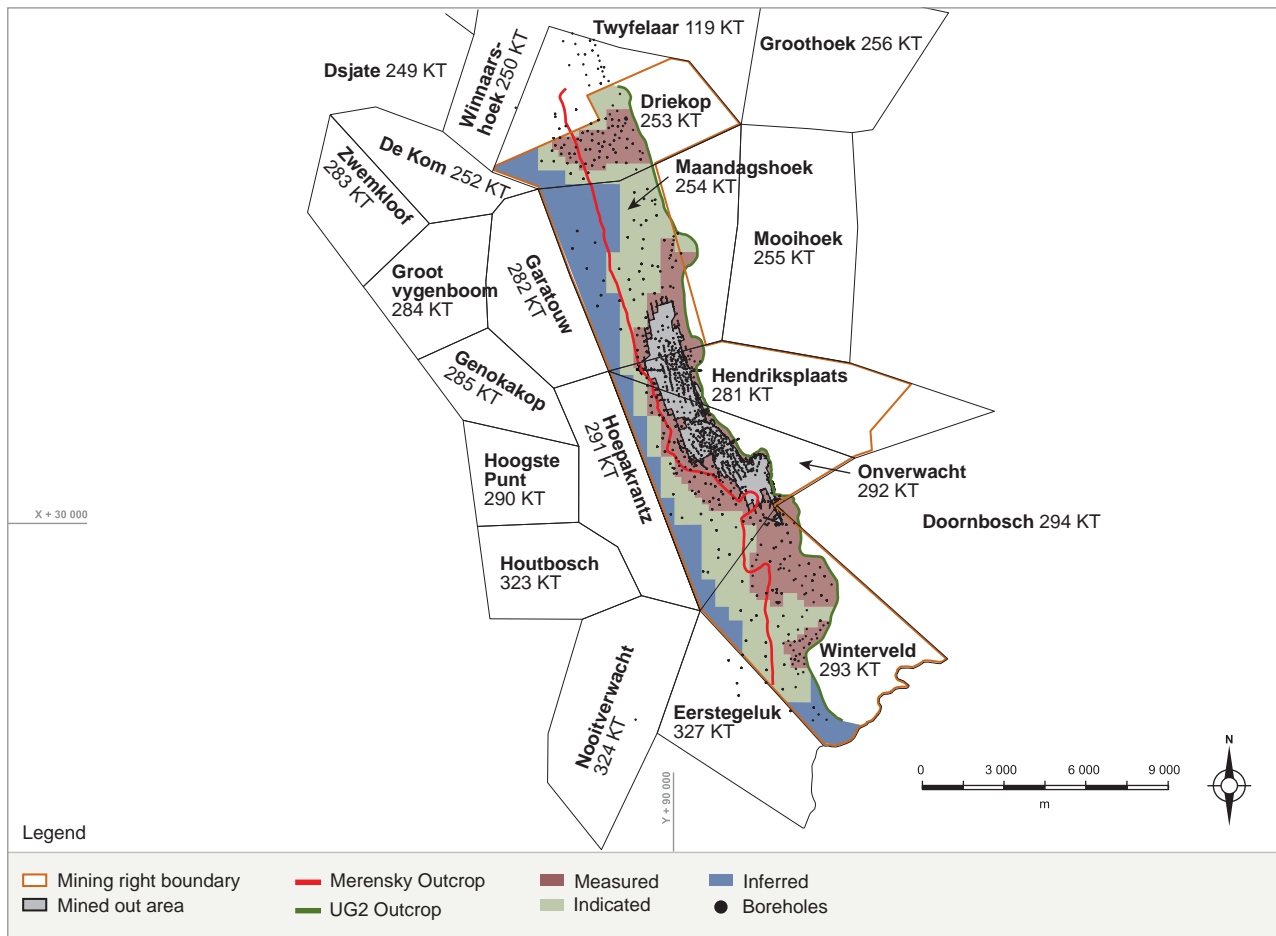 Twyfelaar 119 KT
Groothoek 256 KT
Dsjate 249 KT
Winnaars-
hoek 250 KT
Driekop
253 KT
De Kom 252 KT
Zwemkloof
283 KT
Maandagshoek
254 KT
Mooihoek
255 KT
Groot
vygenboom
284 KT
Garatouw
282 KT
Genokakop
285 KT
Hendriksplaats
281 KT
Hoepakrantz
291 KT
Hoogste
Punt
290 KT
Onverwacht
292 KT
Doornbosch 294 KT
X + 30 000
Houtbosch
323 KT
Winterveld
293 KT
Nooitverwacht
324 KT
Eerstegeluk
327 KT
Y + 90 000
0 3 000 6 000 9 000
m
N
Legend
Mining right boundary
Merensky Outcrop
Measured
Inferred
Mined out area
UG2 Outcrop
Indicated
Boreholes